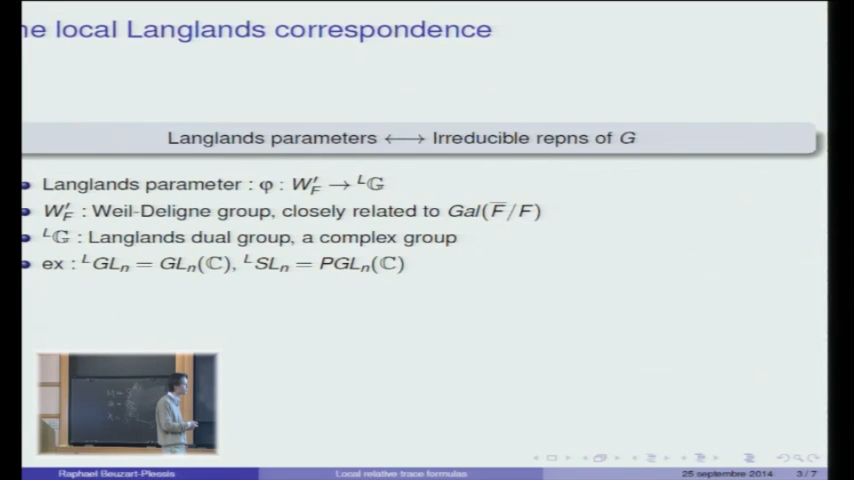 he local Langlands correspondence
Langlands parameters ⟷ Irreducible repns of G
Langlands parameter : φ : W′_F → ^L𝔾
W′_F : Weil-Deligne group, closely related to Gal(F̅/F)
^L𝔾 : Langlands dual group, a complex group
ex : ^LGL_n = GL_n(ℂ), ^LSL_n = PGL_n(ℂ)
Raphael Beuzart-Plessis Local relative trace formulas 25 septembre 2014 3 / 7